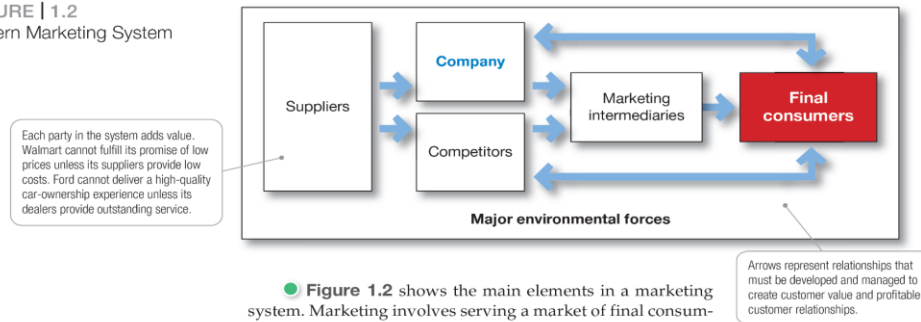 URE | 1.2
ern Marketing System
Suppliers
Company
Competitors
Marketing
intermediaries
Final
consumers
Major environmental forces
Each party in the system adds value.
Walmart cannot fulfill its promise of low
prices unless its suppliers provide low
costs. Ford cannot deliver a high-quality
car-ownership experience unless its
dealers provide outstanding service.
Arrows represent relationships that
must be developed and managed to
create customer value and profitable
customer relationships.
Figure 1.2 shows the main elements in a marketing
system. Marketing involves serving a market of final consum-